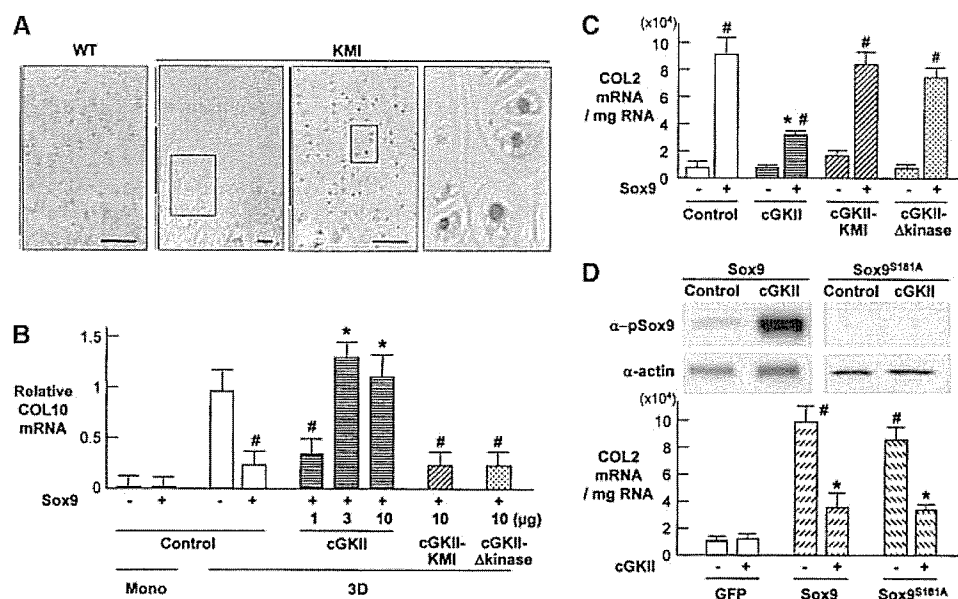 A
WT
KMI
B
1.5
1
0.5
0
Relative
COL10
mRNA
Sox9
- + - + + + + + +
1 3 10 10 10 (μg)
Control
cGKII
cGKII-
KMI
cGKII-
Δkinase
Mono
3D
#
#
*
*
#
#
C
(x10⁴)
10
8
6
4
2
0
COL2
mRNA
/ mg RNA
#
* #
#
#
Sox9
- + - + - + - +
Control
cGKII
cGKII-
KMI
cGKII-
Δkinase
D
Sox9
Sox9S181A
Control cGKII
Control cGKII
α-pSox9
α-actin
(x10⁴)
10
8
6
4
2
0
COL2
mRNA
/ mg RNA
#
*
#
*
cGKII
- + - + - +
GFP
Sox9
Sox9S181A